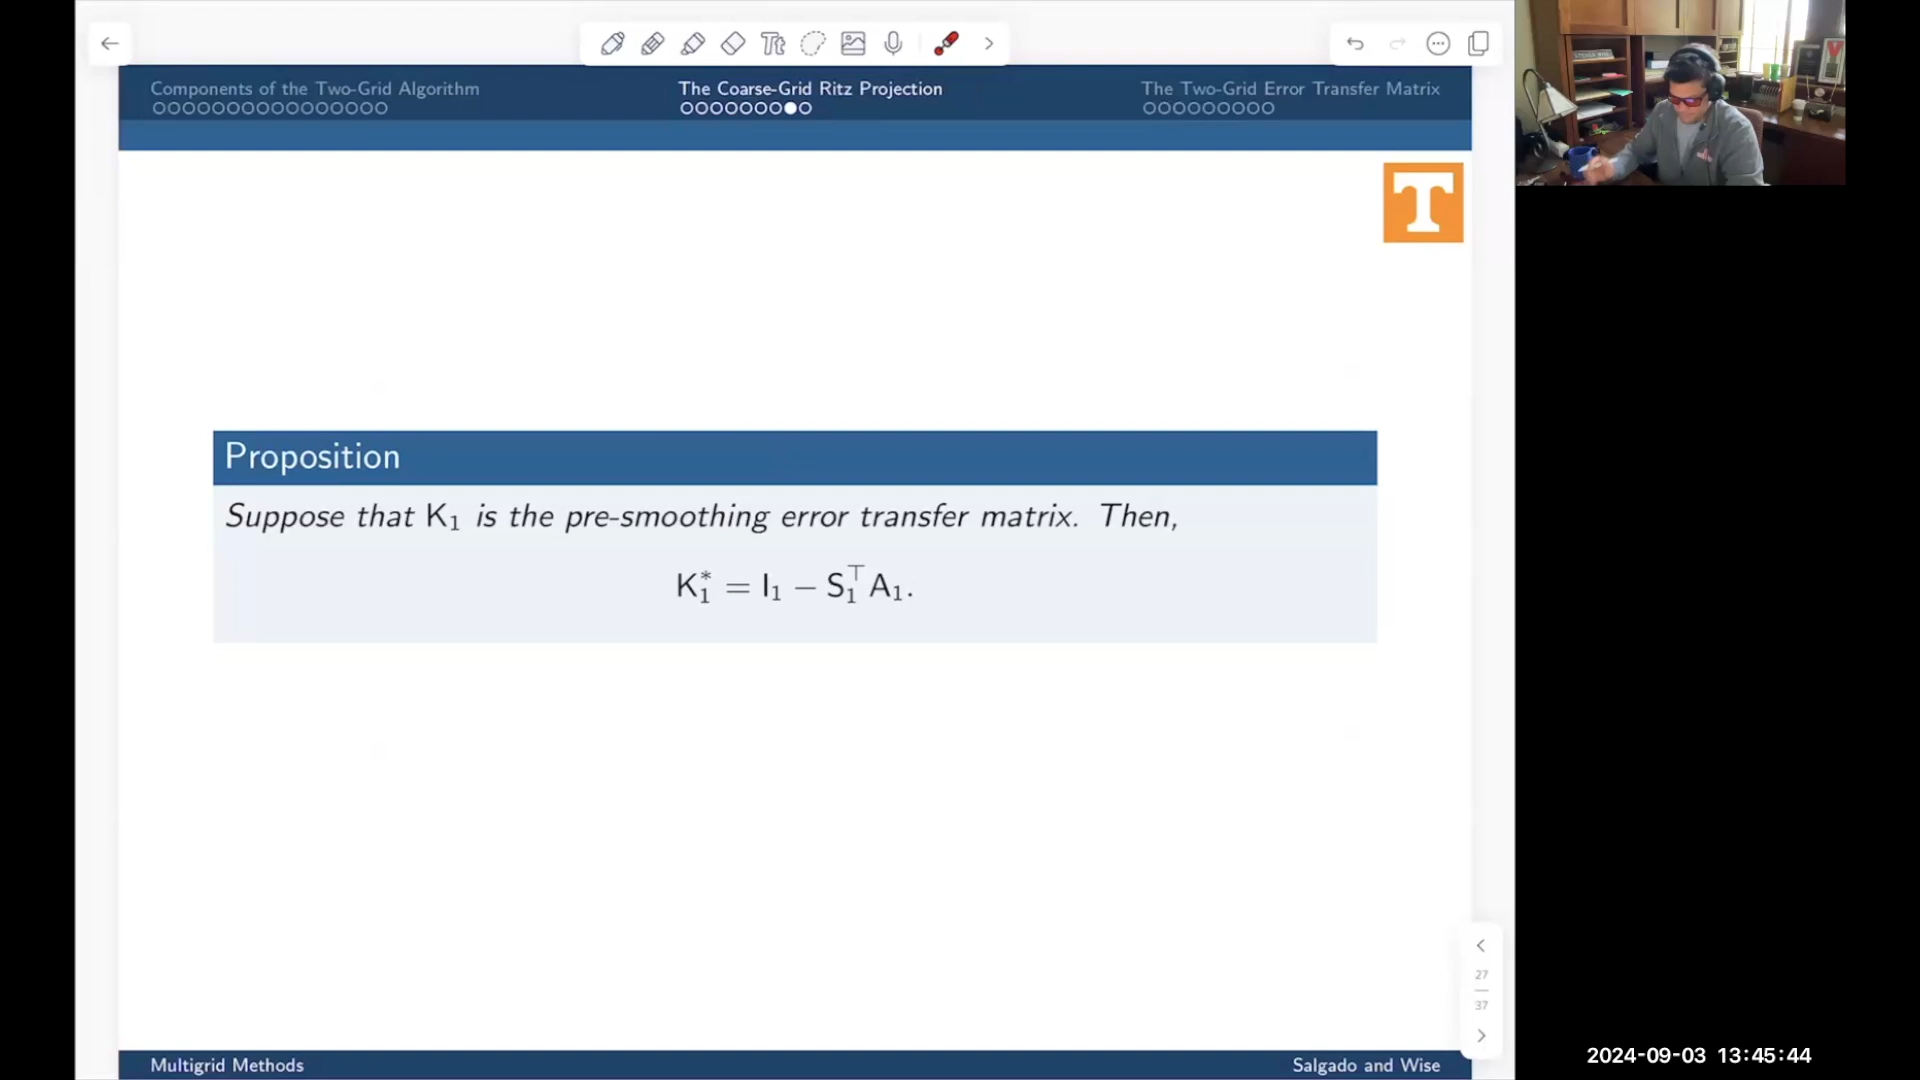 Components of the Two-Grid Algorithm
The Coarse-Grid Ritz Projection
The Two-Grid Error Transfer Matrix
T
Proposition
Suppose that K₁ is the pre-smoothing error transfer matrix. Then,
K₁* = I₁ − S₁ᵀA₁.
27
37
Multigrid Methods
Salgado and Wise
2024-09-03 13:45:44